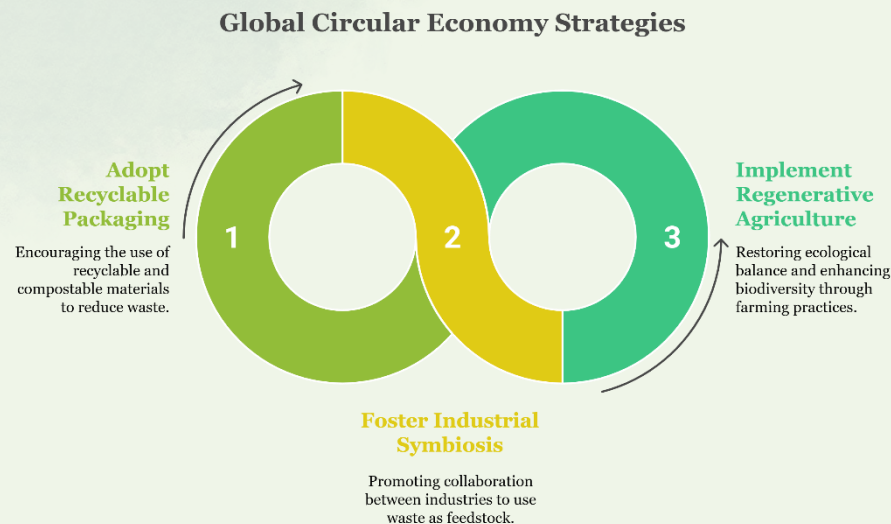 Global Circular Economy Strategies
Adopt
Recyclable
Packaging
Encouraging the use of
recyclable and
compostable materials
to reduce waste.
1
2
3
Implement
Regenerative
Agriculture
Restoring ecological
balance and enhancing
biodiversity through
farming practices.
Foster Industrial
Symbiosis
Promoting collaboration
between industries to use
waste as feedstock.